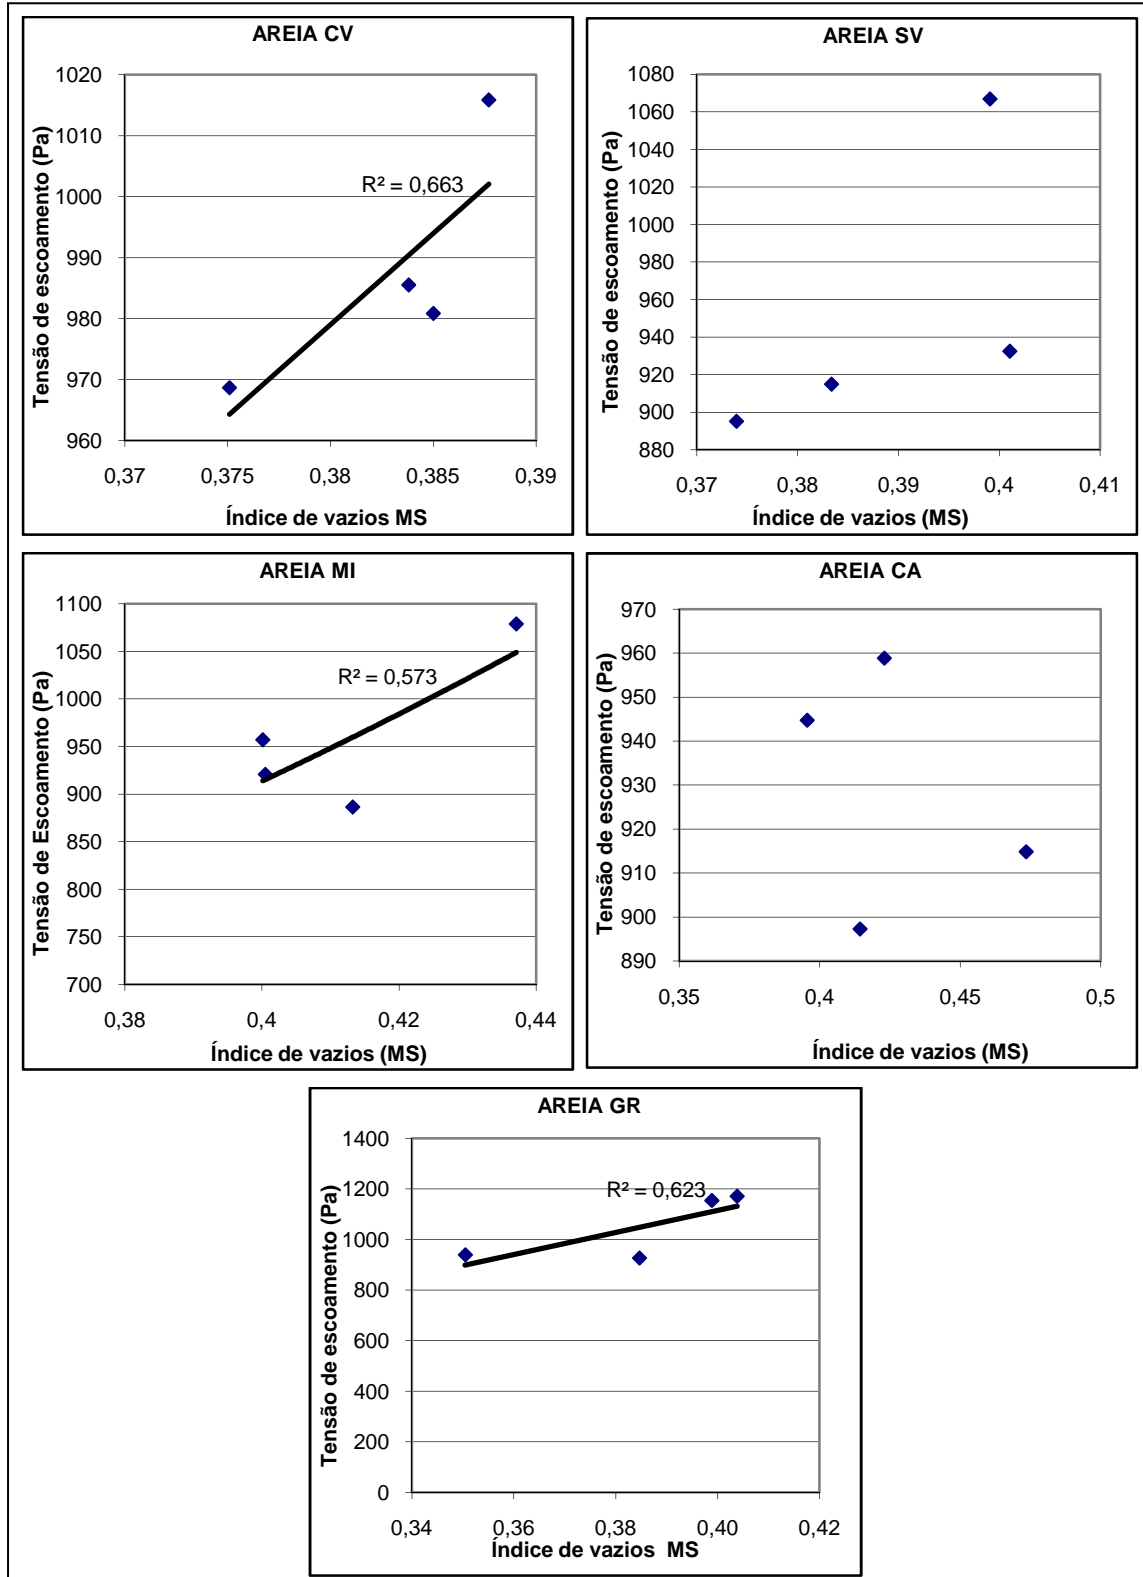 AREIA CV
Tensão de escoamento (Pa)
1020
1010
1000
990
980
970
960
R² = 0,663
0,37 0,375 0,38 0,385 0,39
Índice de vazios MS
AREIA SV
Tensão de escoamento (Pa)
1080
1060
1040
1020
1000
980
960
940
920
900
880
0,37 0,38 0,39 0,4 0,41
Índice de vazios (MS)
AREIA MI
Tensão de Escoamento (Pa)
1100
1050
1000
950
900
850
800
750
700
R² = 0,573
0,38 0,4 0,42 0,44
Índice de vazios (MS)
AREIA CA
Tensão de escoamento (Pa)
970
960
950
940
930
920
910
900
890
0,35 0,4 0,45 0,5
Índice de vazios (MS)
AREIA GR
Tensão de escoamento (Pa)
1400
1200
1000
800
600
400
200
0
R² = 0,623
0,34 0,36 0,38 0,40 0,42
Índice de vazios  MS